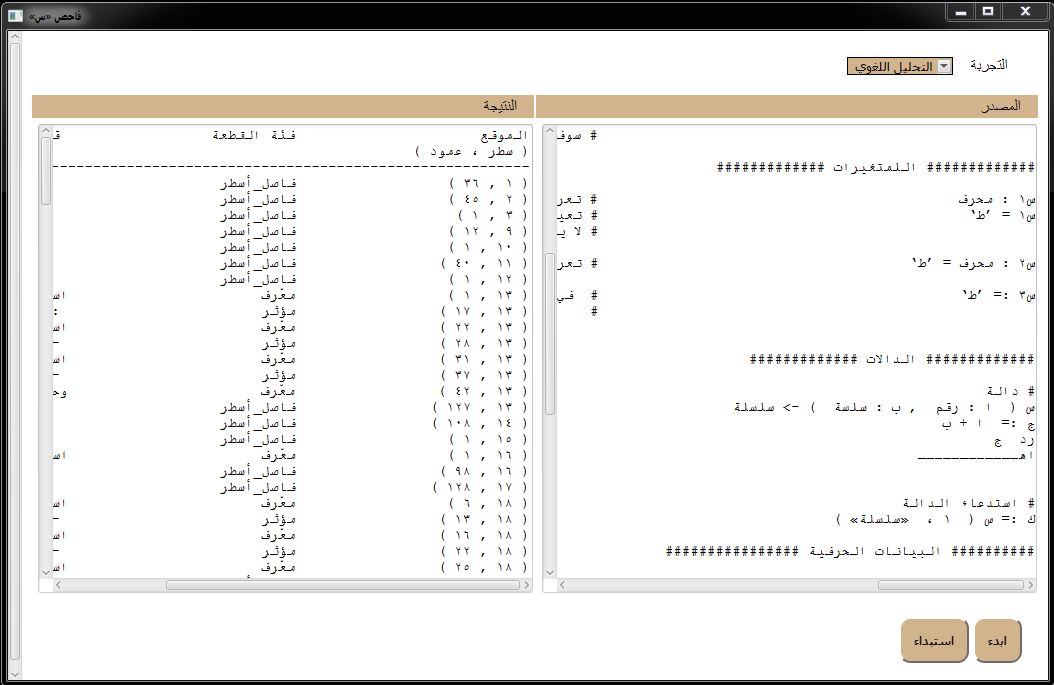 فاحص «س»
التجربة
التحليل اللغوي
المصدر
# سوف
############# اللمتغيرات #############
س١ : محرف # تعر
س١ = ’ط‘ # تعي
# لا ي
س٢ : محرف = ’ط‘ # تعر
س٣ := ’ط‘ # في
#
############# الدالات #############
# دالة
س ( ا : رقم , ب : سلسة ) -> سلسلة
ج := ا + ب
رد ج
اهـــــــــــــ
# استدعاء الدالة
ك := س ( ١ ، «سلسلة» )
########## البيانات الحرفية ################
النتيجة
الموقع فئة القطعة
( سطر ، عمود )
--------------------------------------------------------
( ١ , ٣٦ ) فاصل_أسطر
( ٢ , ٤٥ ) فاصل_أسطر
( ٣ , ١ ) فاصل_أسطر
( ٩ , ١٢ ) فاصل_أسطر
( ١٠ , ١ ) فاصل_أسطر
( ١١ , ٤٠ ) فاصل_أسطر
( ١٢ , ١ ) فاصل_أسطر
( ١٣ , ١ ) معّرف اس
( ١٣ , ١٧ ) مؤثر :
( ١٣ , ٢٢ ) معّرف اس
( ١٣ , ٢٨ ) مؤثر -
( ١٣ , ٣١ ) معّرف اس
( ١٣ , ٣٧ ) مؤثر -
( ١٣ , ٤٢ ) معّرف وح
( ١٣ , ١٢٧ ) فاصل_أسطر
( ١٤ , ١٠٨ ) فاصل_أسطر
( ١٥ , ١ ) فاصل_أسطر
( ١٦ , ١ ) معّرف اس
( ١٦ , ٩٨ ) فاصل_أسطر
( ١٧ , ١٢٨ ) فاصل_أسطر
( ١٨ , ٦ ) معّرف اس
( ١٨ , ١٣ ) مؤثر -
( ١٨ , ١٦ ) معّرف اس
( ١٨ , ٢٢ ) مؤثر -
( ١٨ , ٢٥ ) معّرف اس
ابدء
استبداء